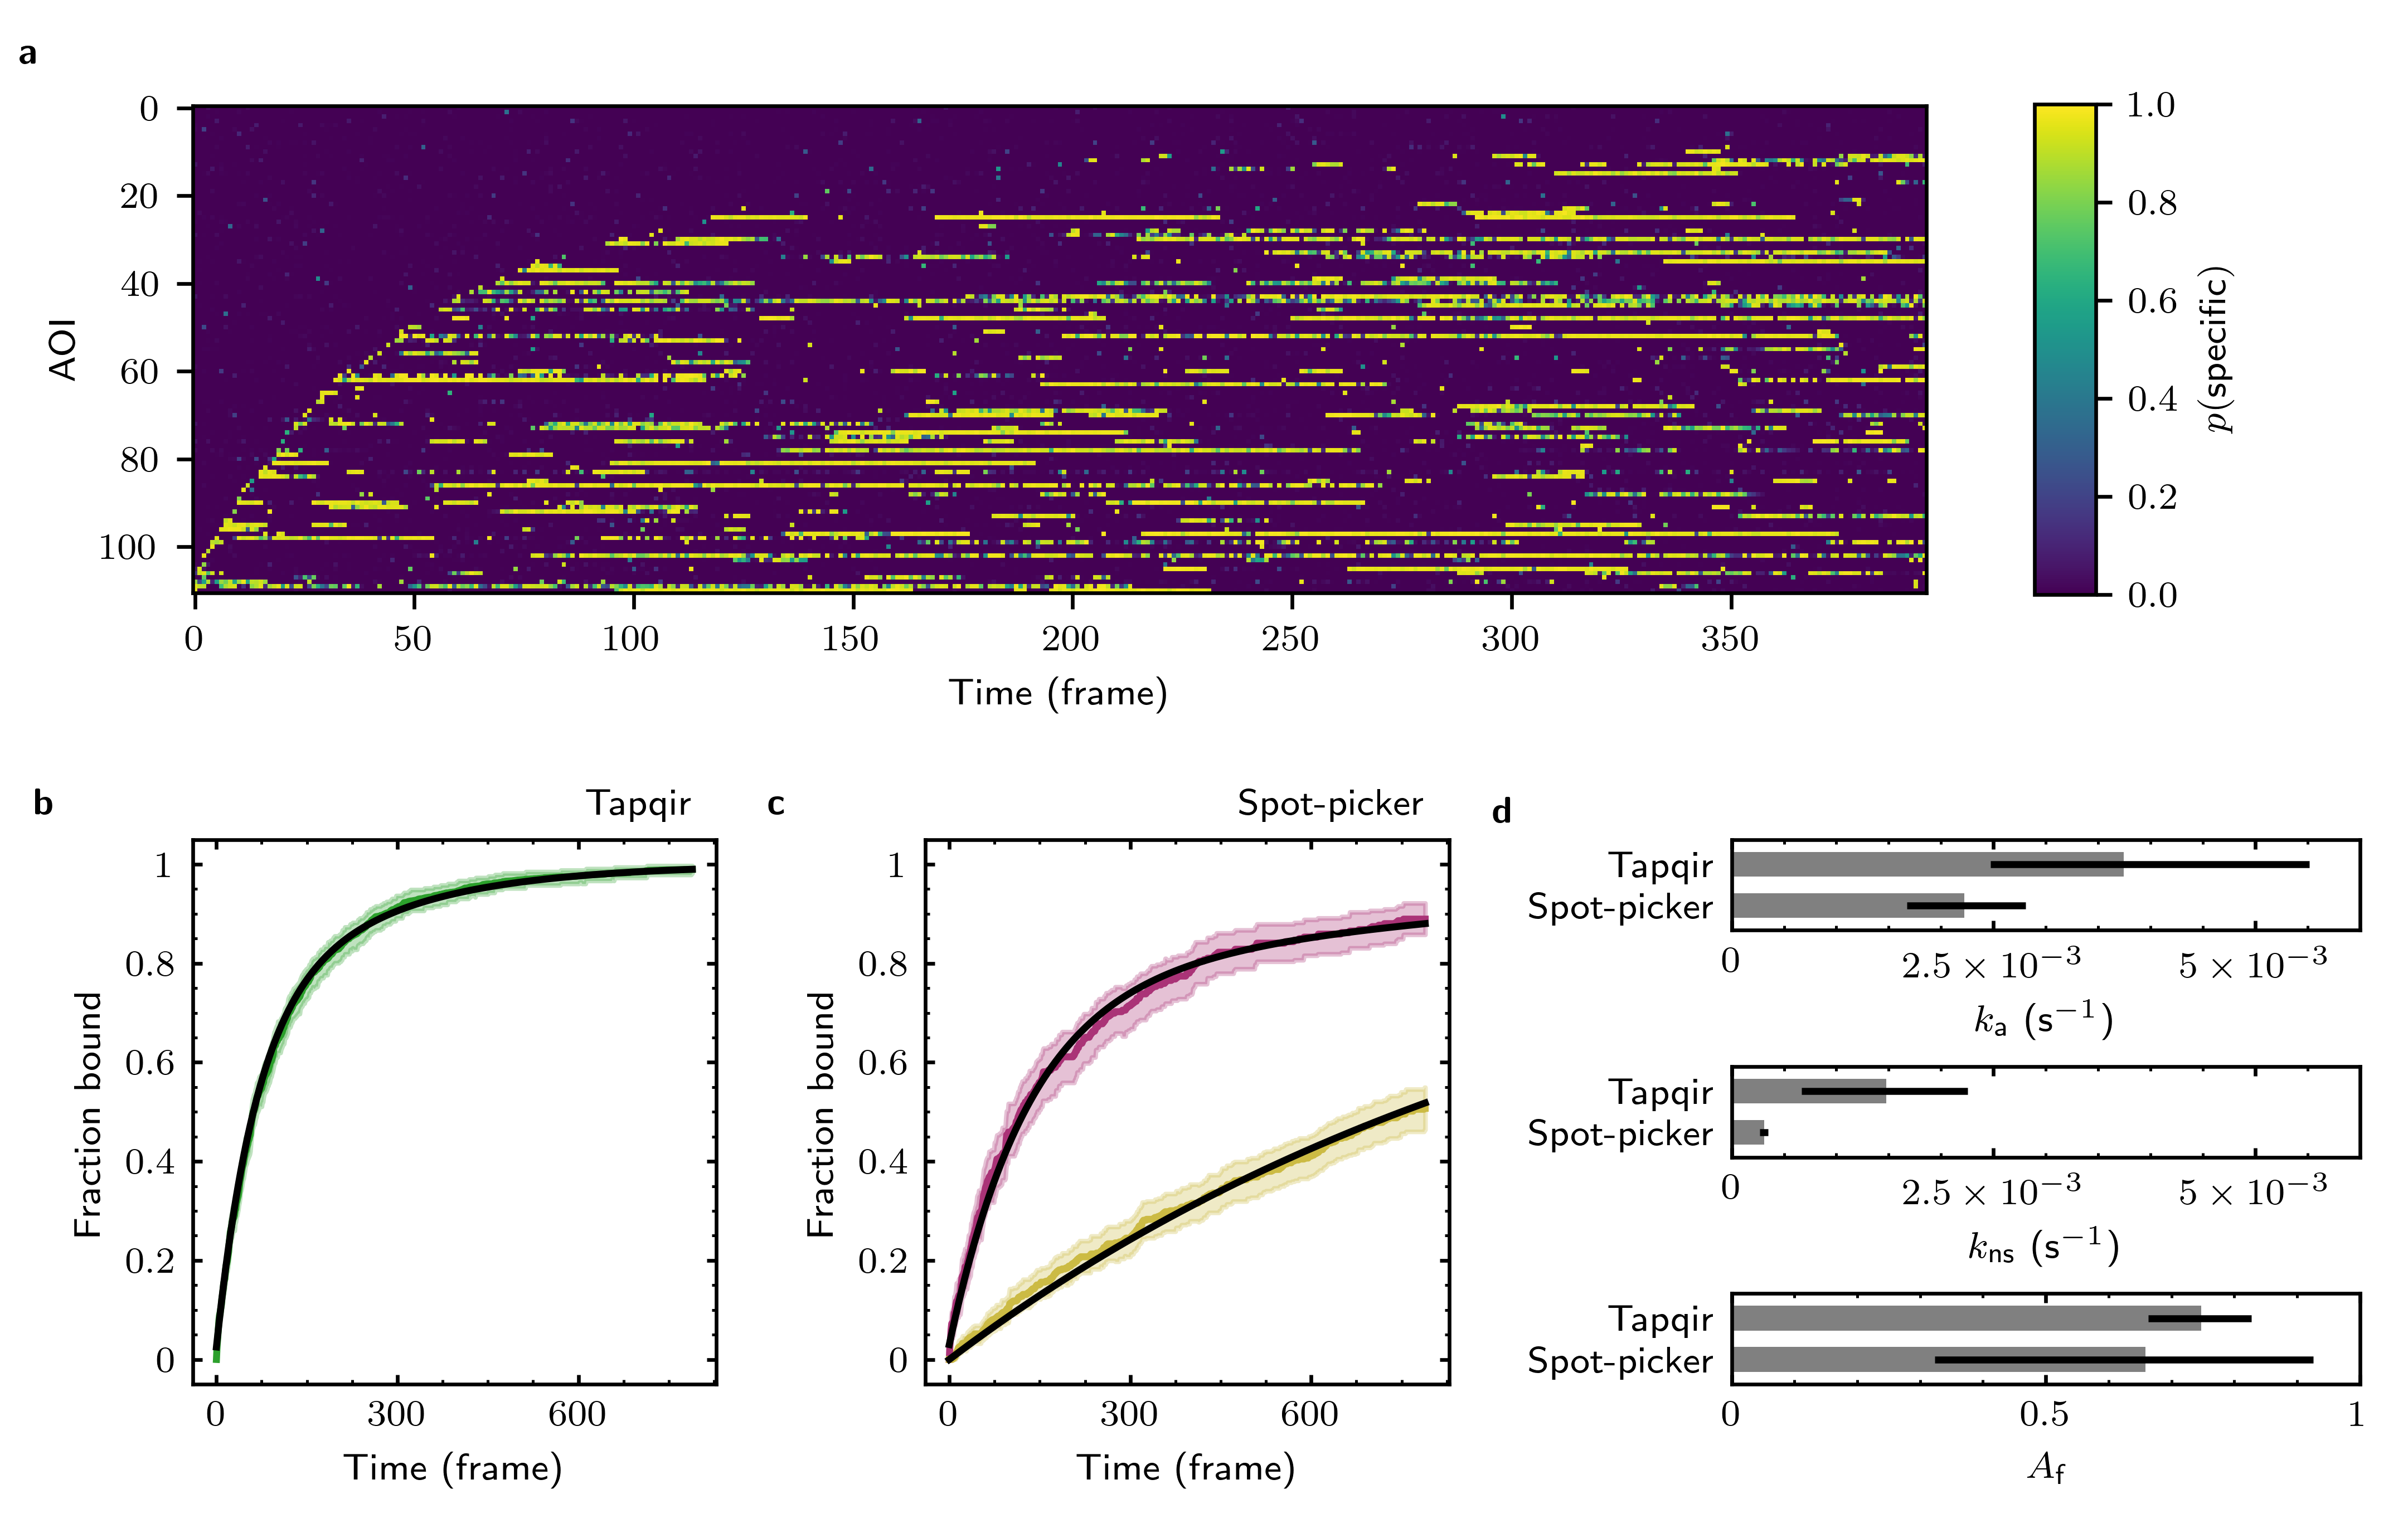 a
0
20
40
60
80
100
AOI
0 50 100 150 200 250 300 350
Time (frame)
1.0
0.8
0.6
0.4
0.2
0.0
p(specific)
b
Tapqir
1
0.8
0.6
0.4
0.2
0
Fraction bound
0 300 600
Time (frame)
c
Spot-picker
1
0.8
0.6
0.4
0.2
0
Fraction bound
0 300 600
Time (frame)
d
Tapqir
Spot-picker
0 2.5 × 10⁻³ 5 × 10⁻³
kₐ (s⁻¹)
Tapqir
Spot-picker
0 2.5 × 10⁻³ 5 × 10⁻³
kₙₛ (s⁻¹)
Tapqir
Spot-picker
0 0.5 1
A_f